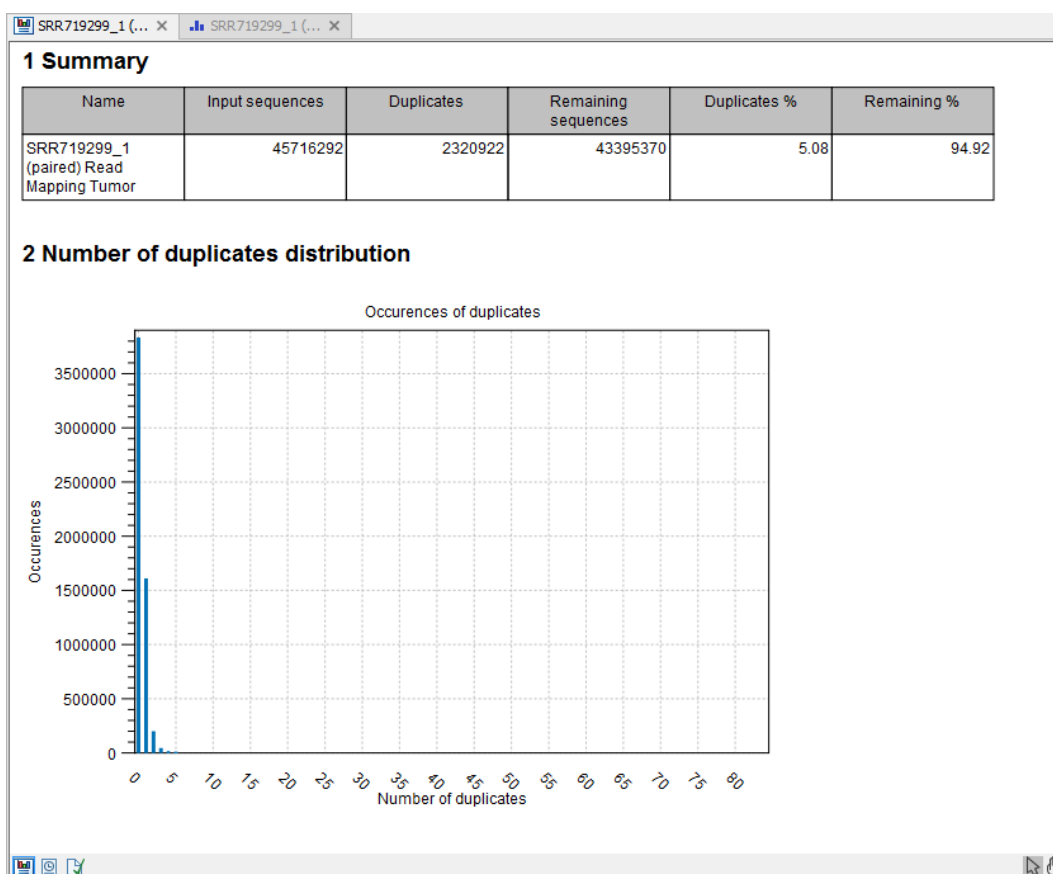 SRR719299_1 (... SRR719299_1 (...
1 Summary
Name Input sequences Duplicates Remaining sequences Duplicates % Remaining %
SRR719299_1 (paired) Read Mapping Tumor 45716292 2320922 43395370 5.08 94.92
2 Number of duplicates distribution
Occurences of duplicates
3500000
3000000
2500000
2000000
1500000
1000000
500000
0
Occurences
0 5 10 15 20 25 30 35 40 45 50 55 60 65 70 75 80
Number of duplicates